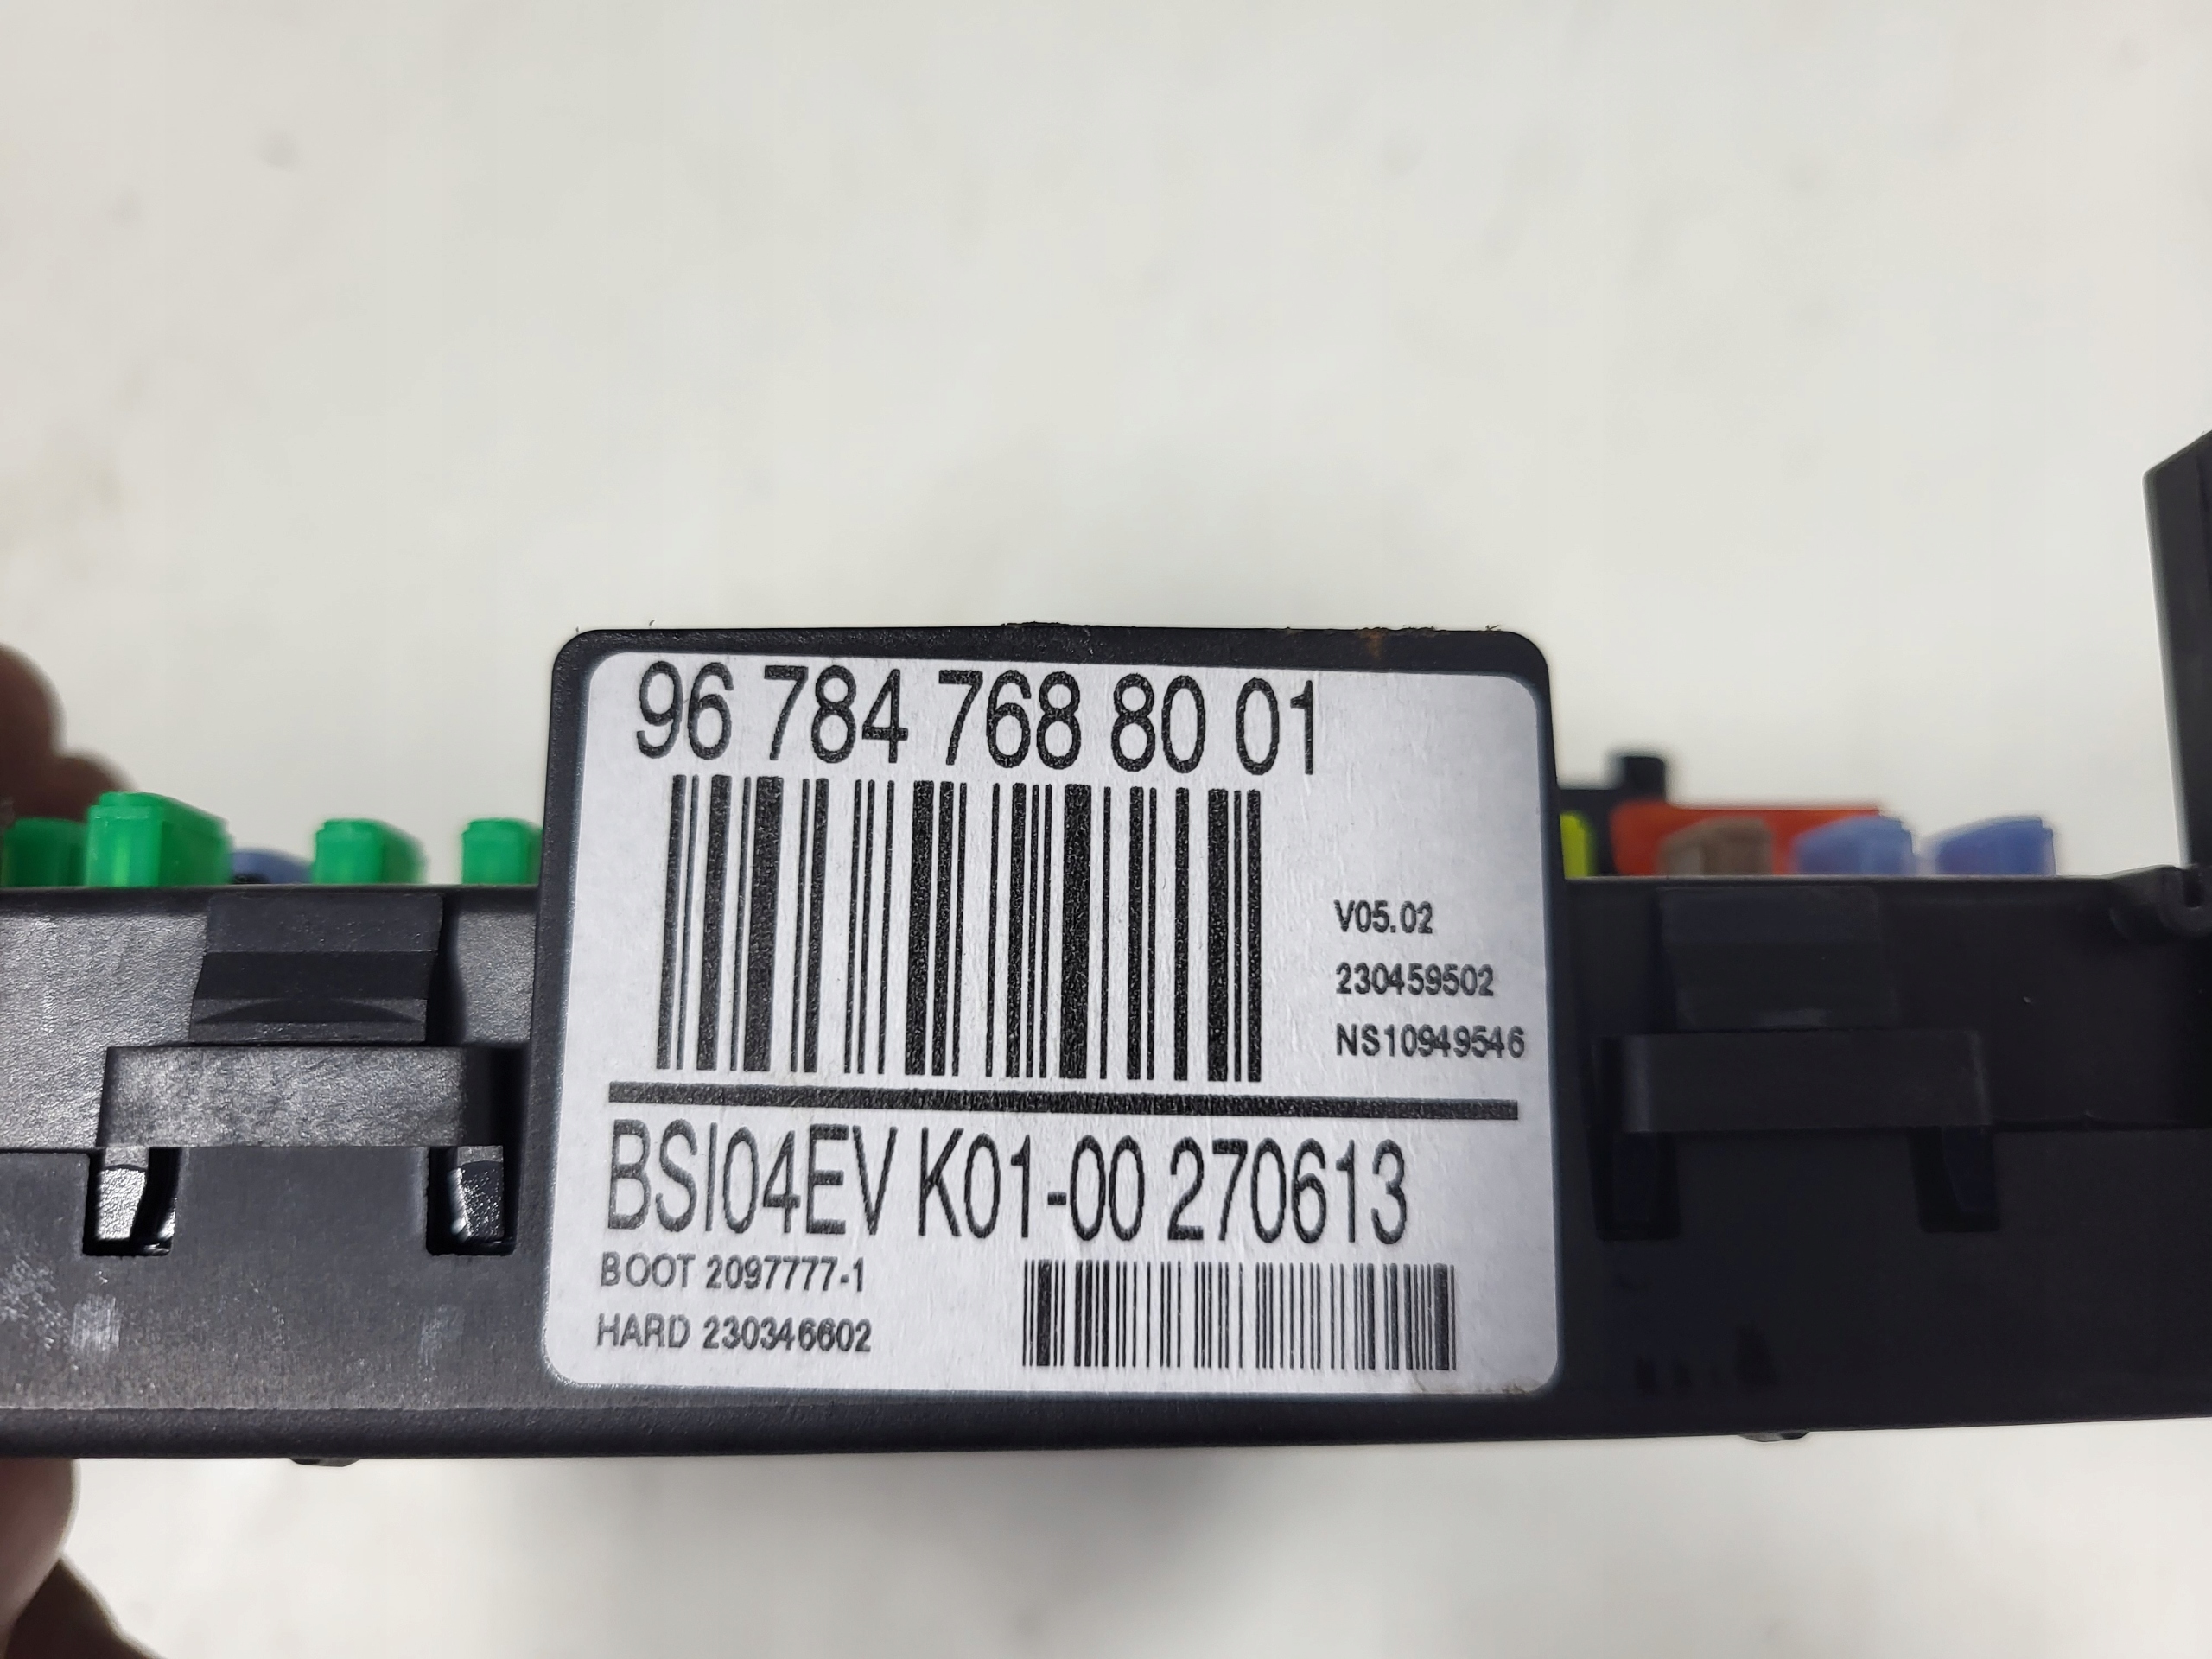 96 784 768 80 01
V05.02
230459502
NS10949546
BSI04EV K01-00 270613
BOOT 2097777-1
HARD 230346602